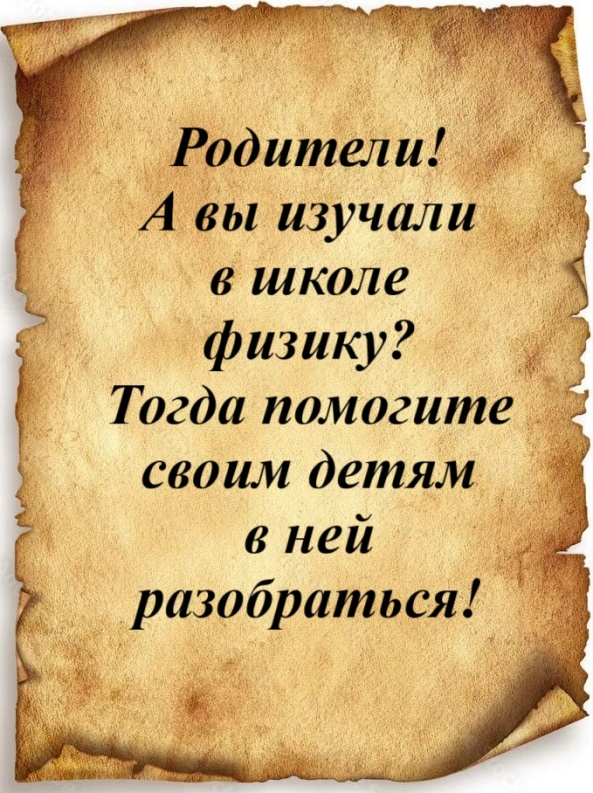 Родители!
А вы изучали
в школе
физику?
Тогда помогите
своим детям
в ней
разобраться!